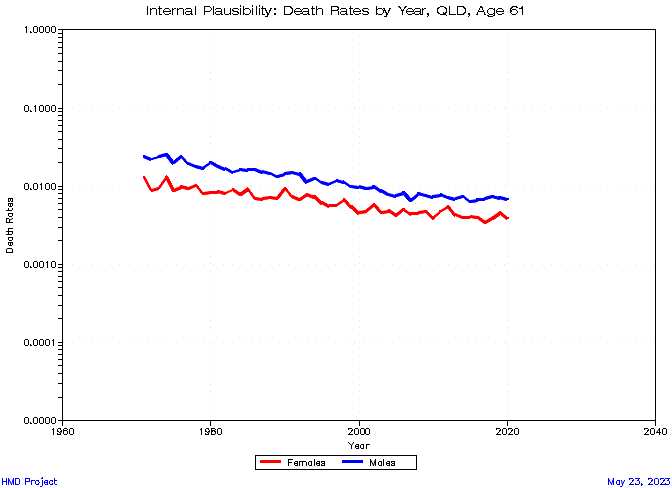 Internal Plausibility: Death Rates by Year, QLD, Age 61
1.0000
0.1000
0.0100
0.0010
0.0001
0.0000
Death Rates
1960
1980
2000
2020
2040
Year
Females
Males
HMD Project
May 23, 2023